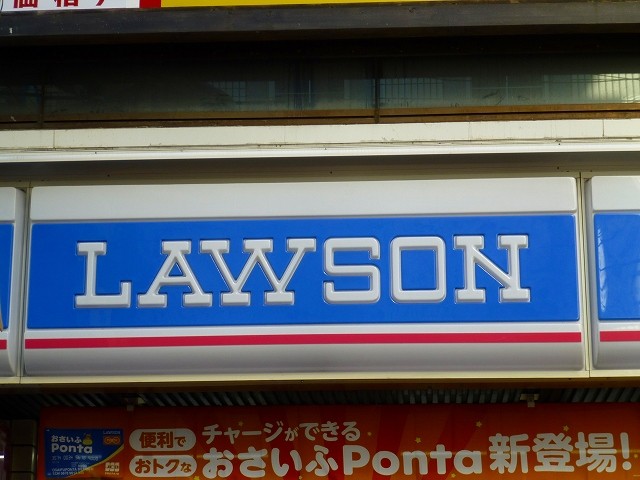 LAWSON
おさいふ
Ponta
便利で
おトクな
チャージができる
おさいふPonta新登場!